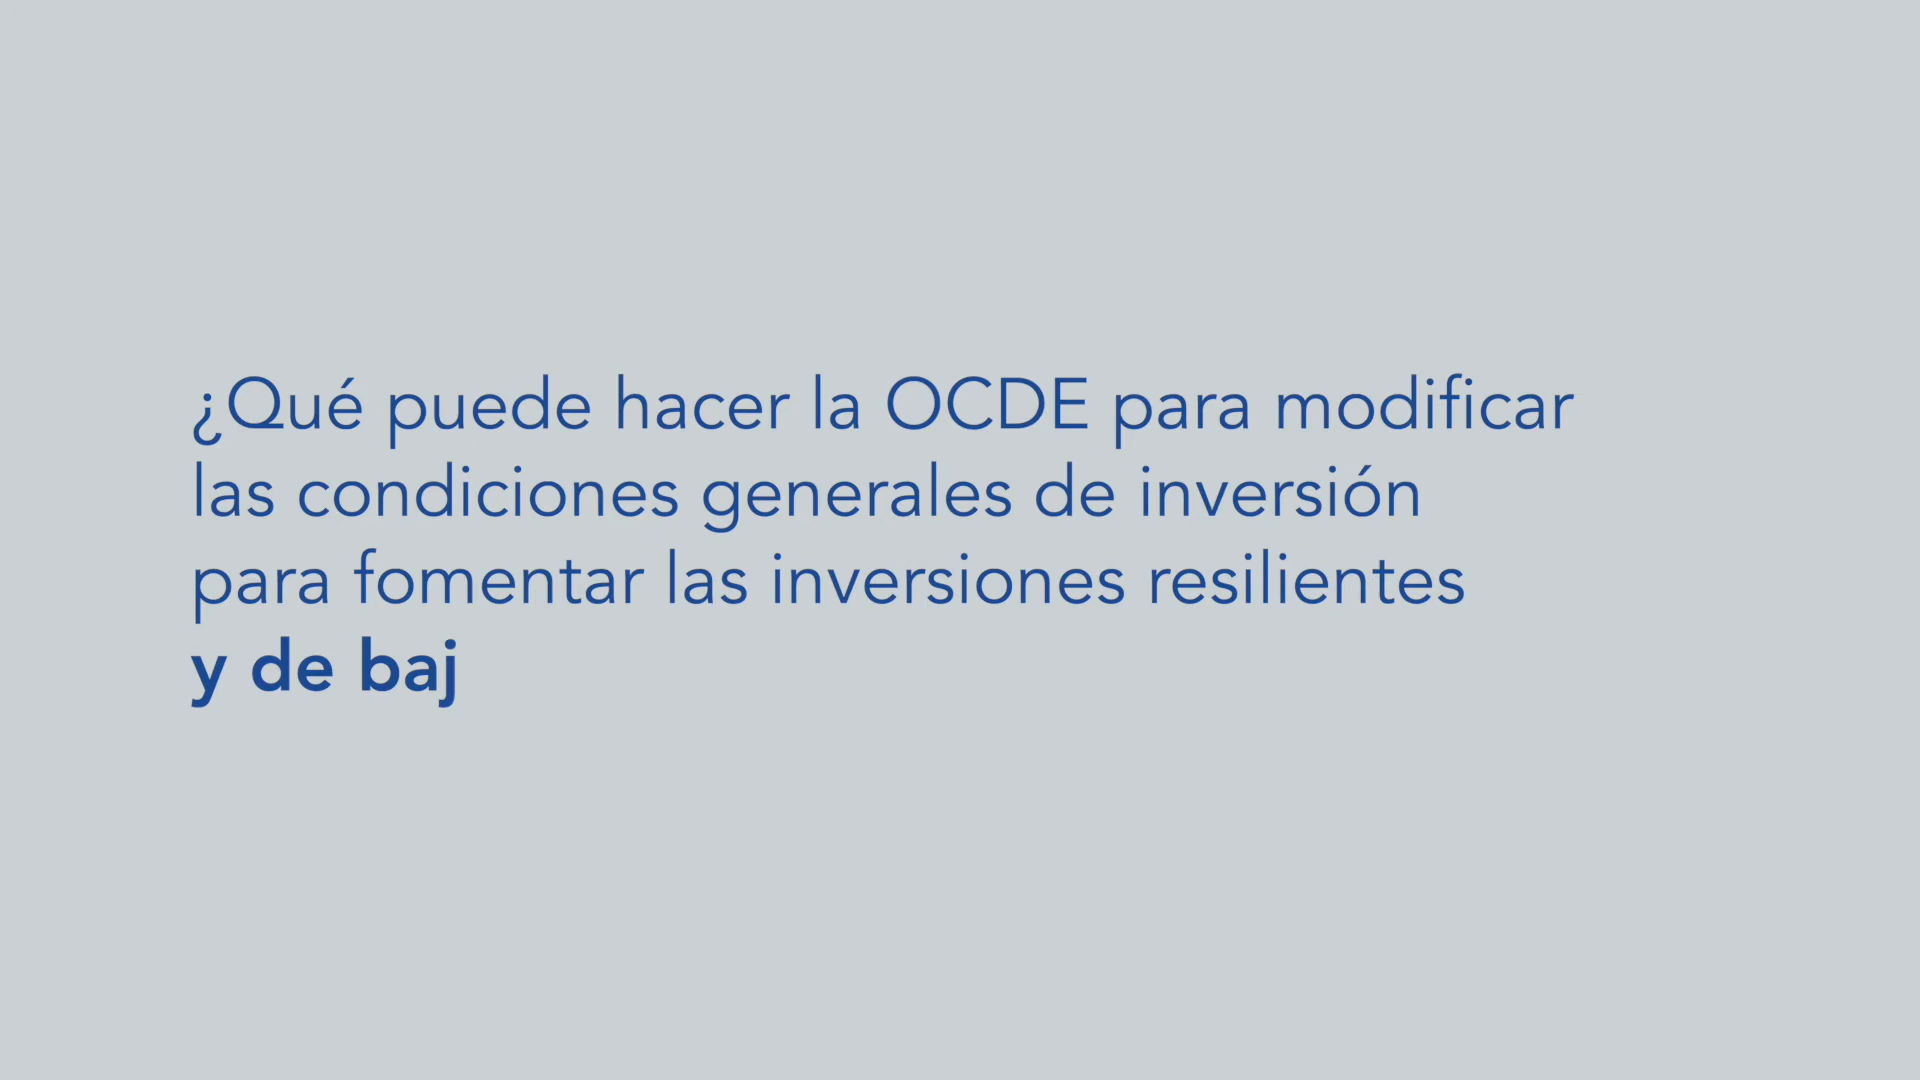 ¿Qué puede hacer la OCDE para modificar
las condiciones generales de inversión
para fomentar las inversiones resilientes
y de baj